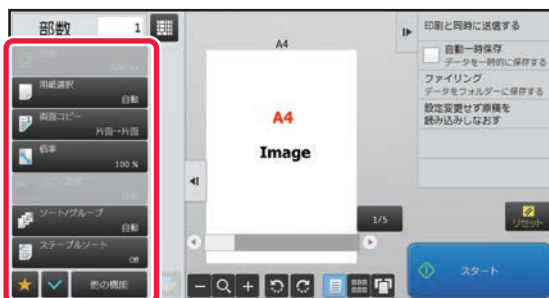 部数 1
A4
自動
用紙選択
自動
両面コピー
片面→片面
倍率
100 %
自動
ソート/グループ
自動
ステープルソート
Off
他の機能
A4
Image
1/5
印刷と同時に送信する
自動一時保存
データを一時的に保存する
ファイリング
データをフォルダーに保存する
設定変更せず原稿を
読み込みしなおす
リセット
スタート